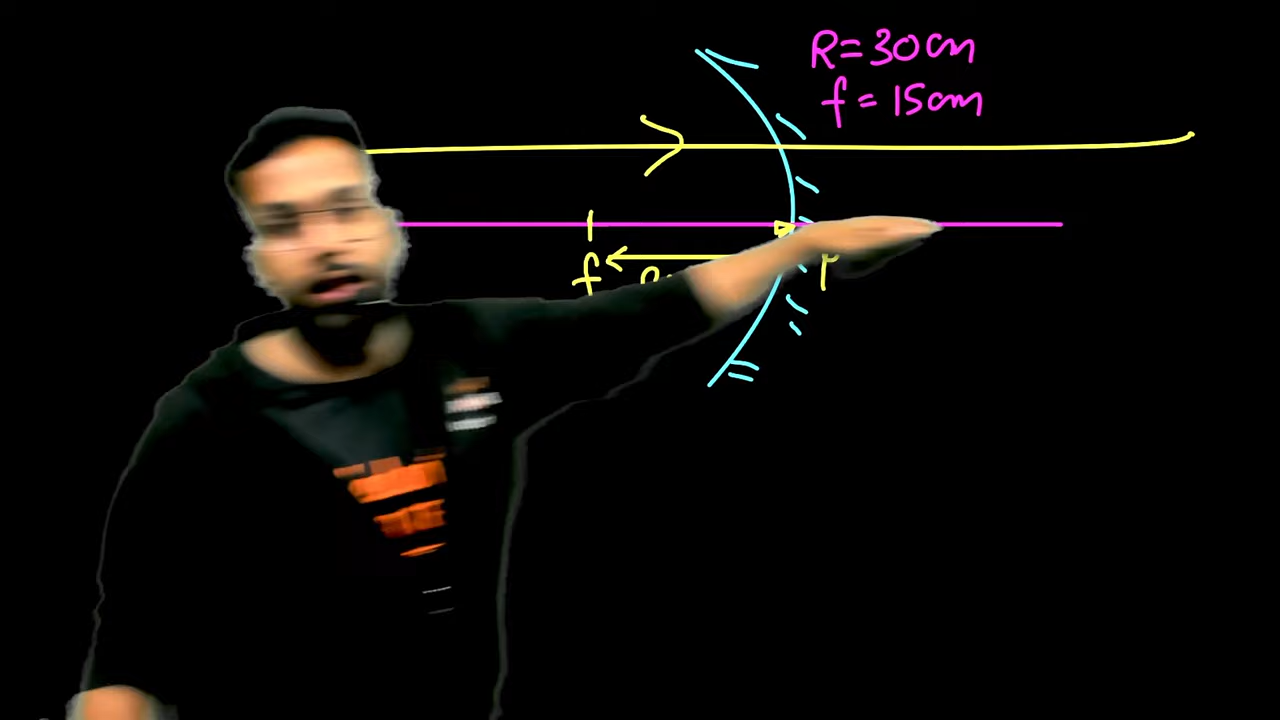 R=30cm
f = 15cm
f